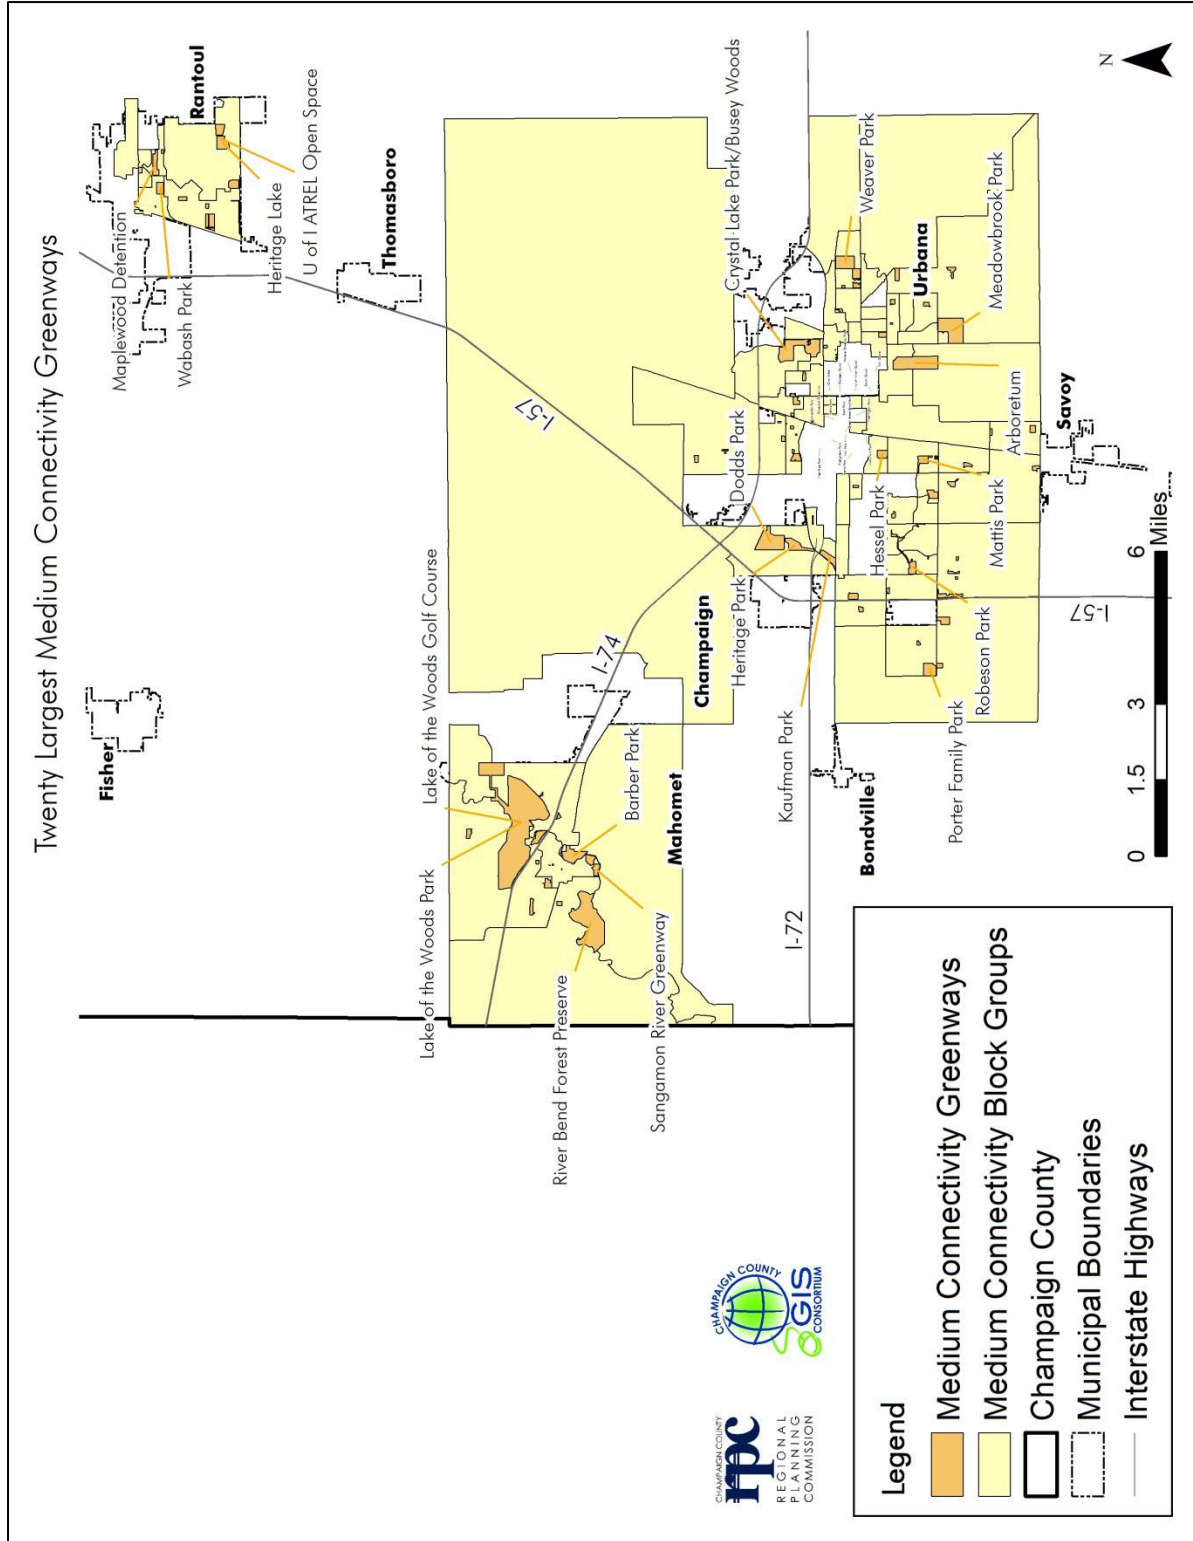 Twenty Largest Medium Connectivity Greenways
Fisher
Maplewood Detention
Wabash Park
Rantoul
Heritage Lake
U of I ATREL Open Space
Thomasboro
Lake of the Woods Park
Lake of the Woods Golf Course
I-57
I-74
River Bend Forest Preserve
Sangamon River Greenway
Barber Park
Mahomet
Champaign
Heritage Park
Dodds Park
Crystal Lake Park/Busey Woods
I-72
Kaufman Park
Bondville
Hessel Park
Weaver Park
Urbana
Porter Family Park
Robeson Park
Mattis Park
Arboretum
Meadowbrook Park
Savoy
I-57
N
0 1.5 3 6
Miles
CHAMPAIGN COUNTY
rpc
REGIONAL
PLANNING
COMMISSION
CHAMPAIGN COUNTY
GIS
CONSORTIUM
Legend
Medium Connectivity Greenways
Medium Connectivity Block Groups
Champaign County
Municipal Boundaries
Interstate Highways